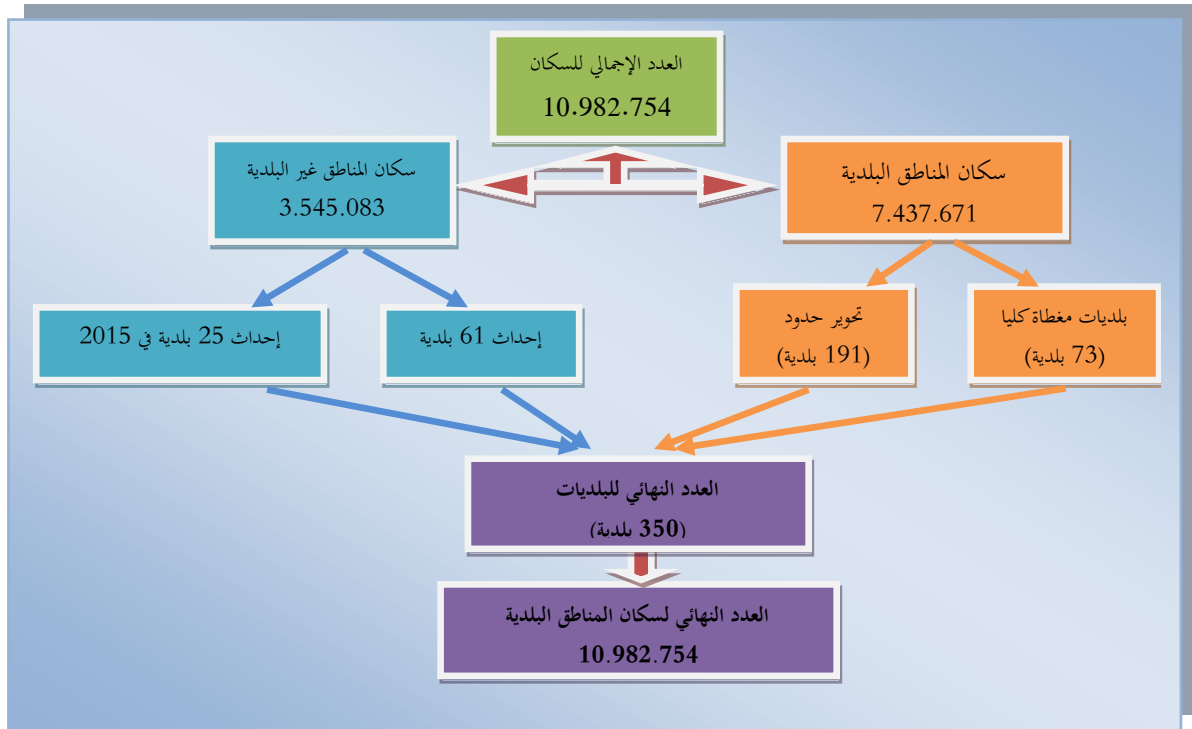 العدد الإجمالي للسكان
10.982.754
سكان المناطق البلدية
7.437.671
سكان المناطق غير البلدية
3.545.083
بلديات مغطاة كليا
(73 بلدية)
تحوير حدود
(191 بلدية)
إحداث 61 بلدية
إحداث 25 بلدية في 2015
العدد النهائي للبلديات
(350 بلدية)
العدد النهائي لسكان المناطق البلدية
10.982.754